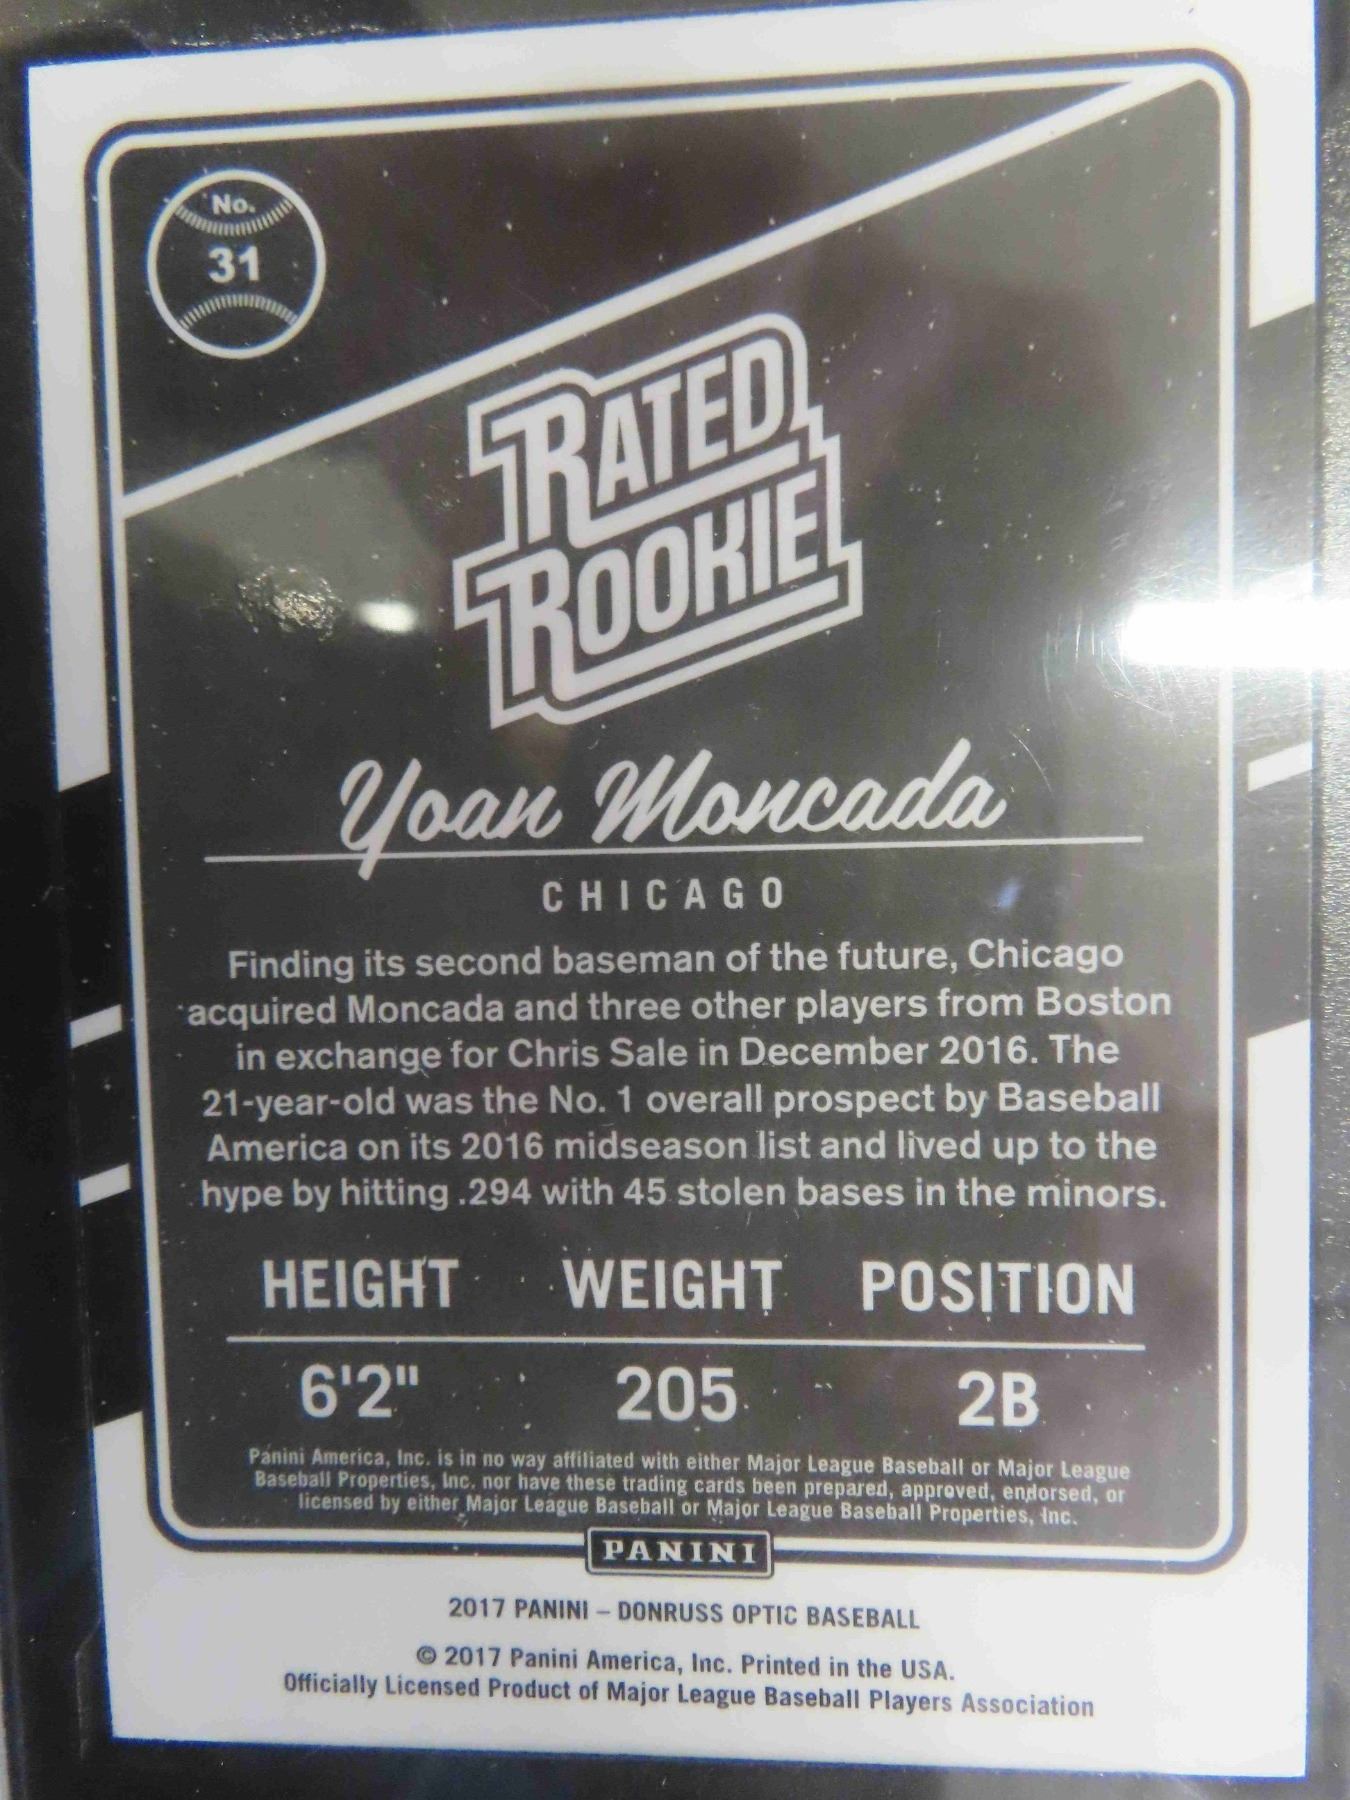 No.
31
RATED
ROOKIE
Yoan Moncada
CHICAGO
Finding its second baseman of the future, Chicago
acquired Moncada and three other players from Boston
in exchange for Chris Sale in December 2016. The
21-year-old was the No. 1 overall prospect by Baseball
America on its 2016 midseason list and lived up to the
hype by hitting .294 with 45 stolen bases in the minors.
HEIGHT WEIGHT POSITION
6'2" 205 2B
Panini America, Inc. is in no way affiliated with either Major League Baseball or Major League
Baseball Properties, Inc. nor have these trading cards been prepared, approved, endorsed, or
licensed by either Major League Baseball or Major League Baseball Properties, Inc.
PANINI
2017 PANINI – DONRUSS OPTIC BASEBALL
© 2017 Panini America, Inc. Printed in the USA.
Officially Licensed Product of Major League Baseball Players Association